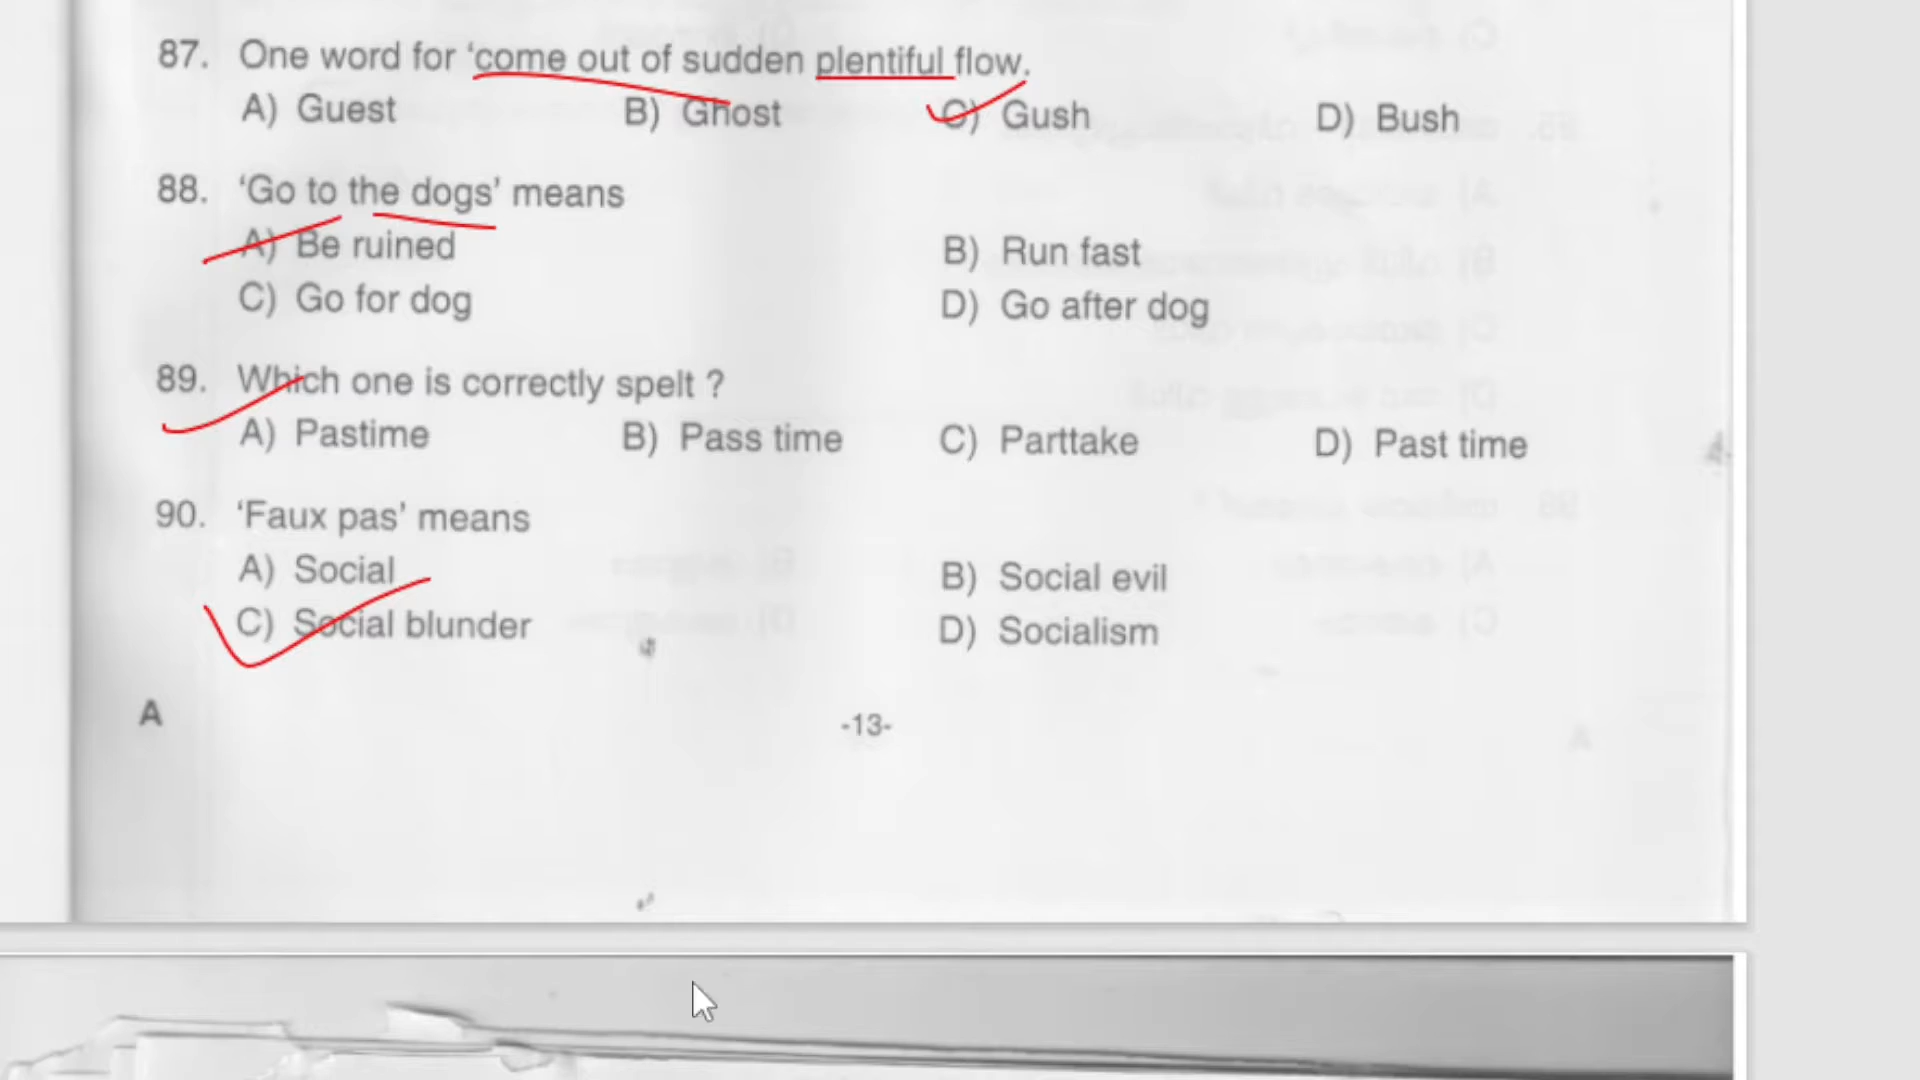 87. One word for ‘come out of sudden plentiful flow.
A) Guest B) Ghost C) Gush D) Bush
88. ‘Go to the dogs’ means
A) Be ruined B) Run fast
C) Go for dog D) Go after dog
89. Which one is correctly spelt ?
A) Pastime B) Pass time C) Parttake D) Past time
90. ‘Faux pas’ means
A) Social B) Social evil
C) Social blunder D) Socialism
A -13-